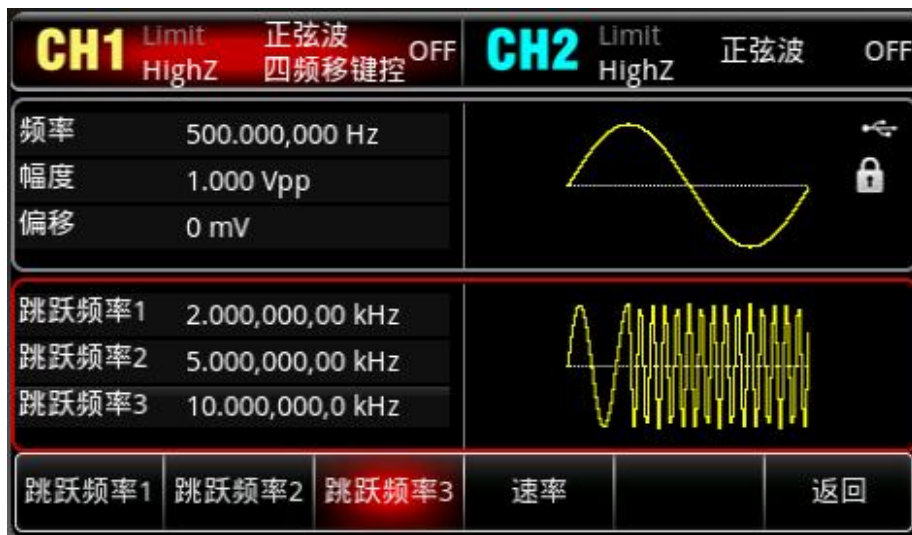 CH1 Limit 正弦波 OFF CH2 Limit 正弦波 OFF
HighZ 四频移键控 HighZ
频率 500.000,000 Hz
幅度 1.000 Vpp
偏移 0 mV
跳跃频率1 2.000,000,00 kHz
跳跃频率2 5.000,000,00 kHz
跳跃频率3 10.000,000,0 kHz
跳跃频率1 跳跃频率2 跳跃频率3 速率 返回